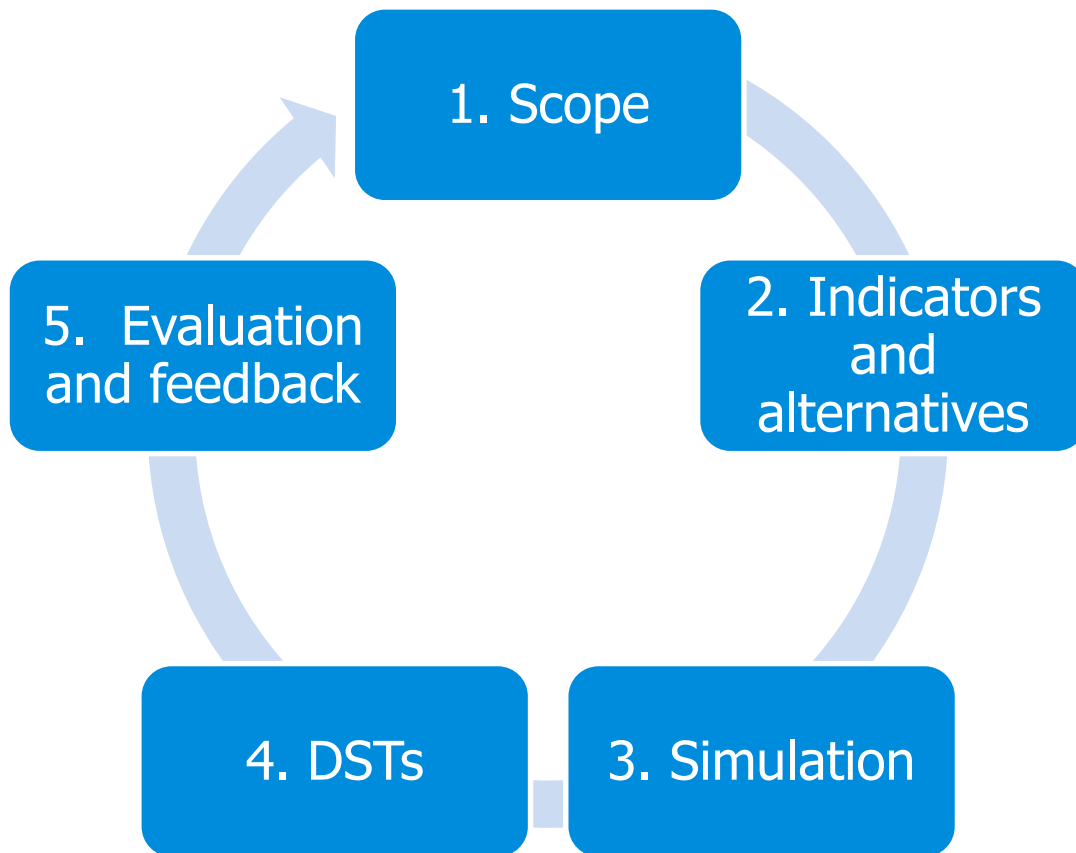 1. Scope
2. Indicators
and
alternatives
3. Simulation
4. DSTs
5.  Evaluation
and feedback